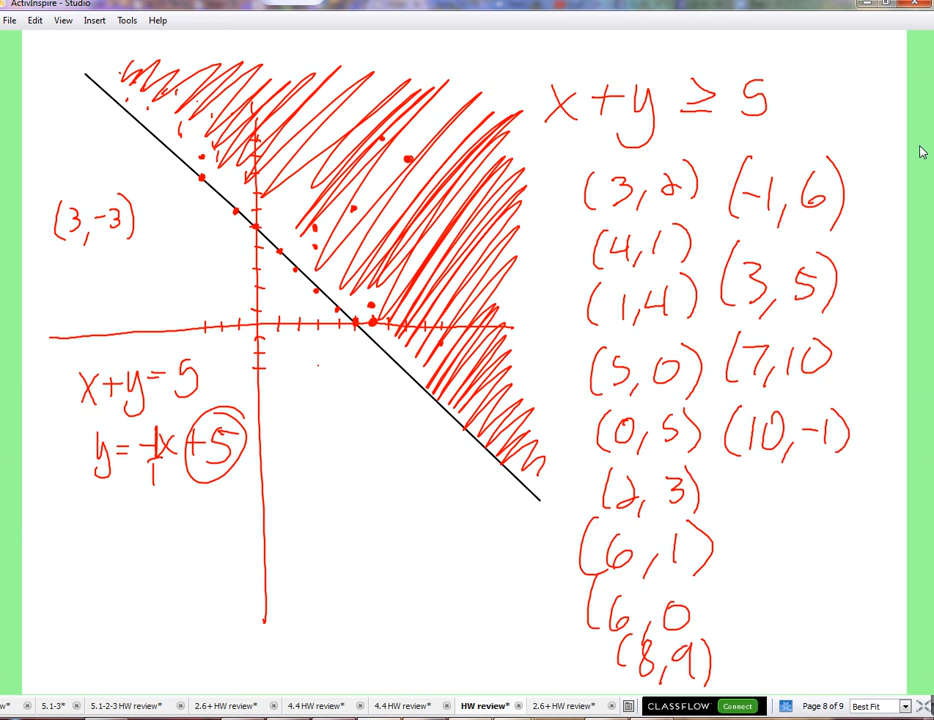 ActivInspire - Studio
File Edit View Insert Tools Help
x + y ≥ 5
(3, 2) (-1, 6)
(3, -3)
(4, 1)
(1, 4) (3, 5)
(5, 0) (7, 10
x + y = 5
(0, 5) (10, -1)
y = -1/1 x + 5
(2, 3)
(6, 1)
(6, 0
(8, 9)
5.1-3* 5.1-2-3 HW review* 2.6+ HW review* 4.4 HW review* 4.4 HW review* HW review* 2.6+ HW review* CLASSFLOW Connect Page 8 of 9 Best Fit